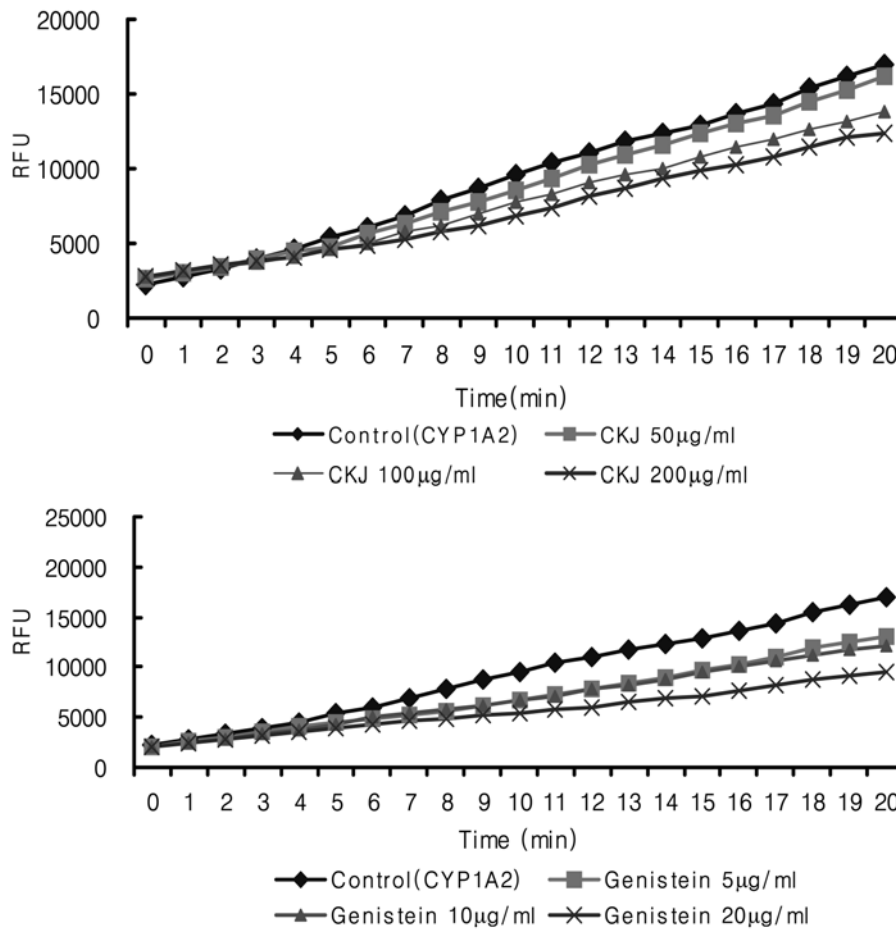 20000
15000
10000
5000
0
RFU
0 1 2 3 4 5 6 7 8 9 10 11 12 13 14 15 16 17 18 19 20
Time(min)
Control(CYP1A2) CKJ 50μg/ml
CKJ 100μg/ml CKJ 200μg/ml
25000
20000
15000
10000
5000
0
RFU
0 1 2 3 4 5 6 7 8 9 10 11 12 13 14 15 16 17 18 19 20
Time (min)
Control(CYP1A2) Genistein 5μg/ml
Genistein 10μg/ml Genistein 20μg/ml